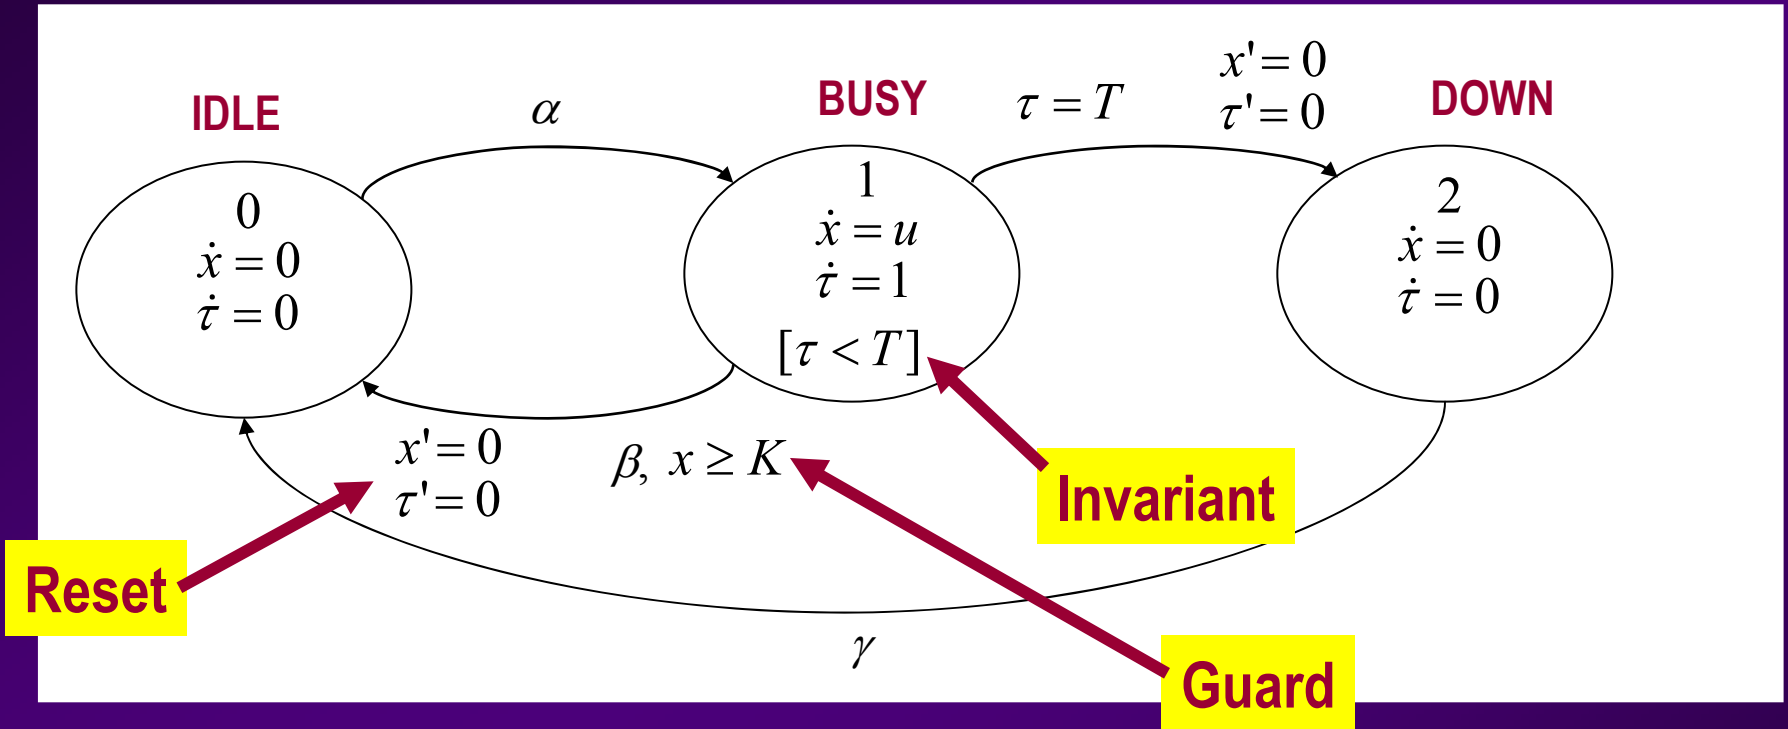 IDLE
α
BUSY
τ = T
x' = 0
τ' = 0
DOWN
0
ẋ = 0
τ̇ = 0
1
ẋ = u
τ̇ = 1
[τ < T]
2
ẋ = 0
τ̇ = 0
x' = 0
τ' = 0
β, x ≥ K
Invariant
Reset
γ
Guard